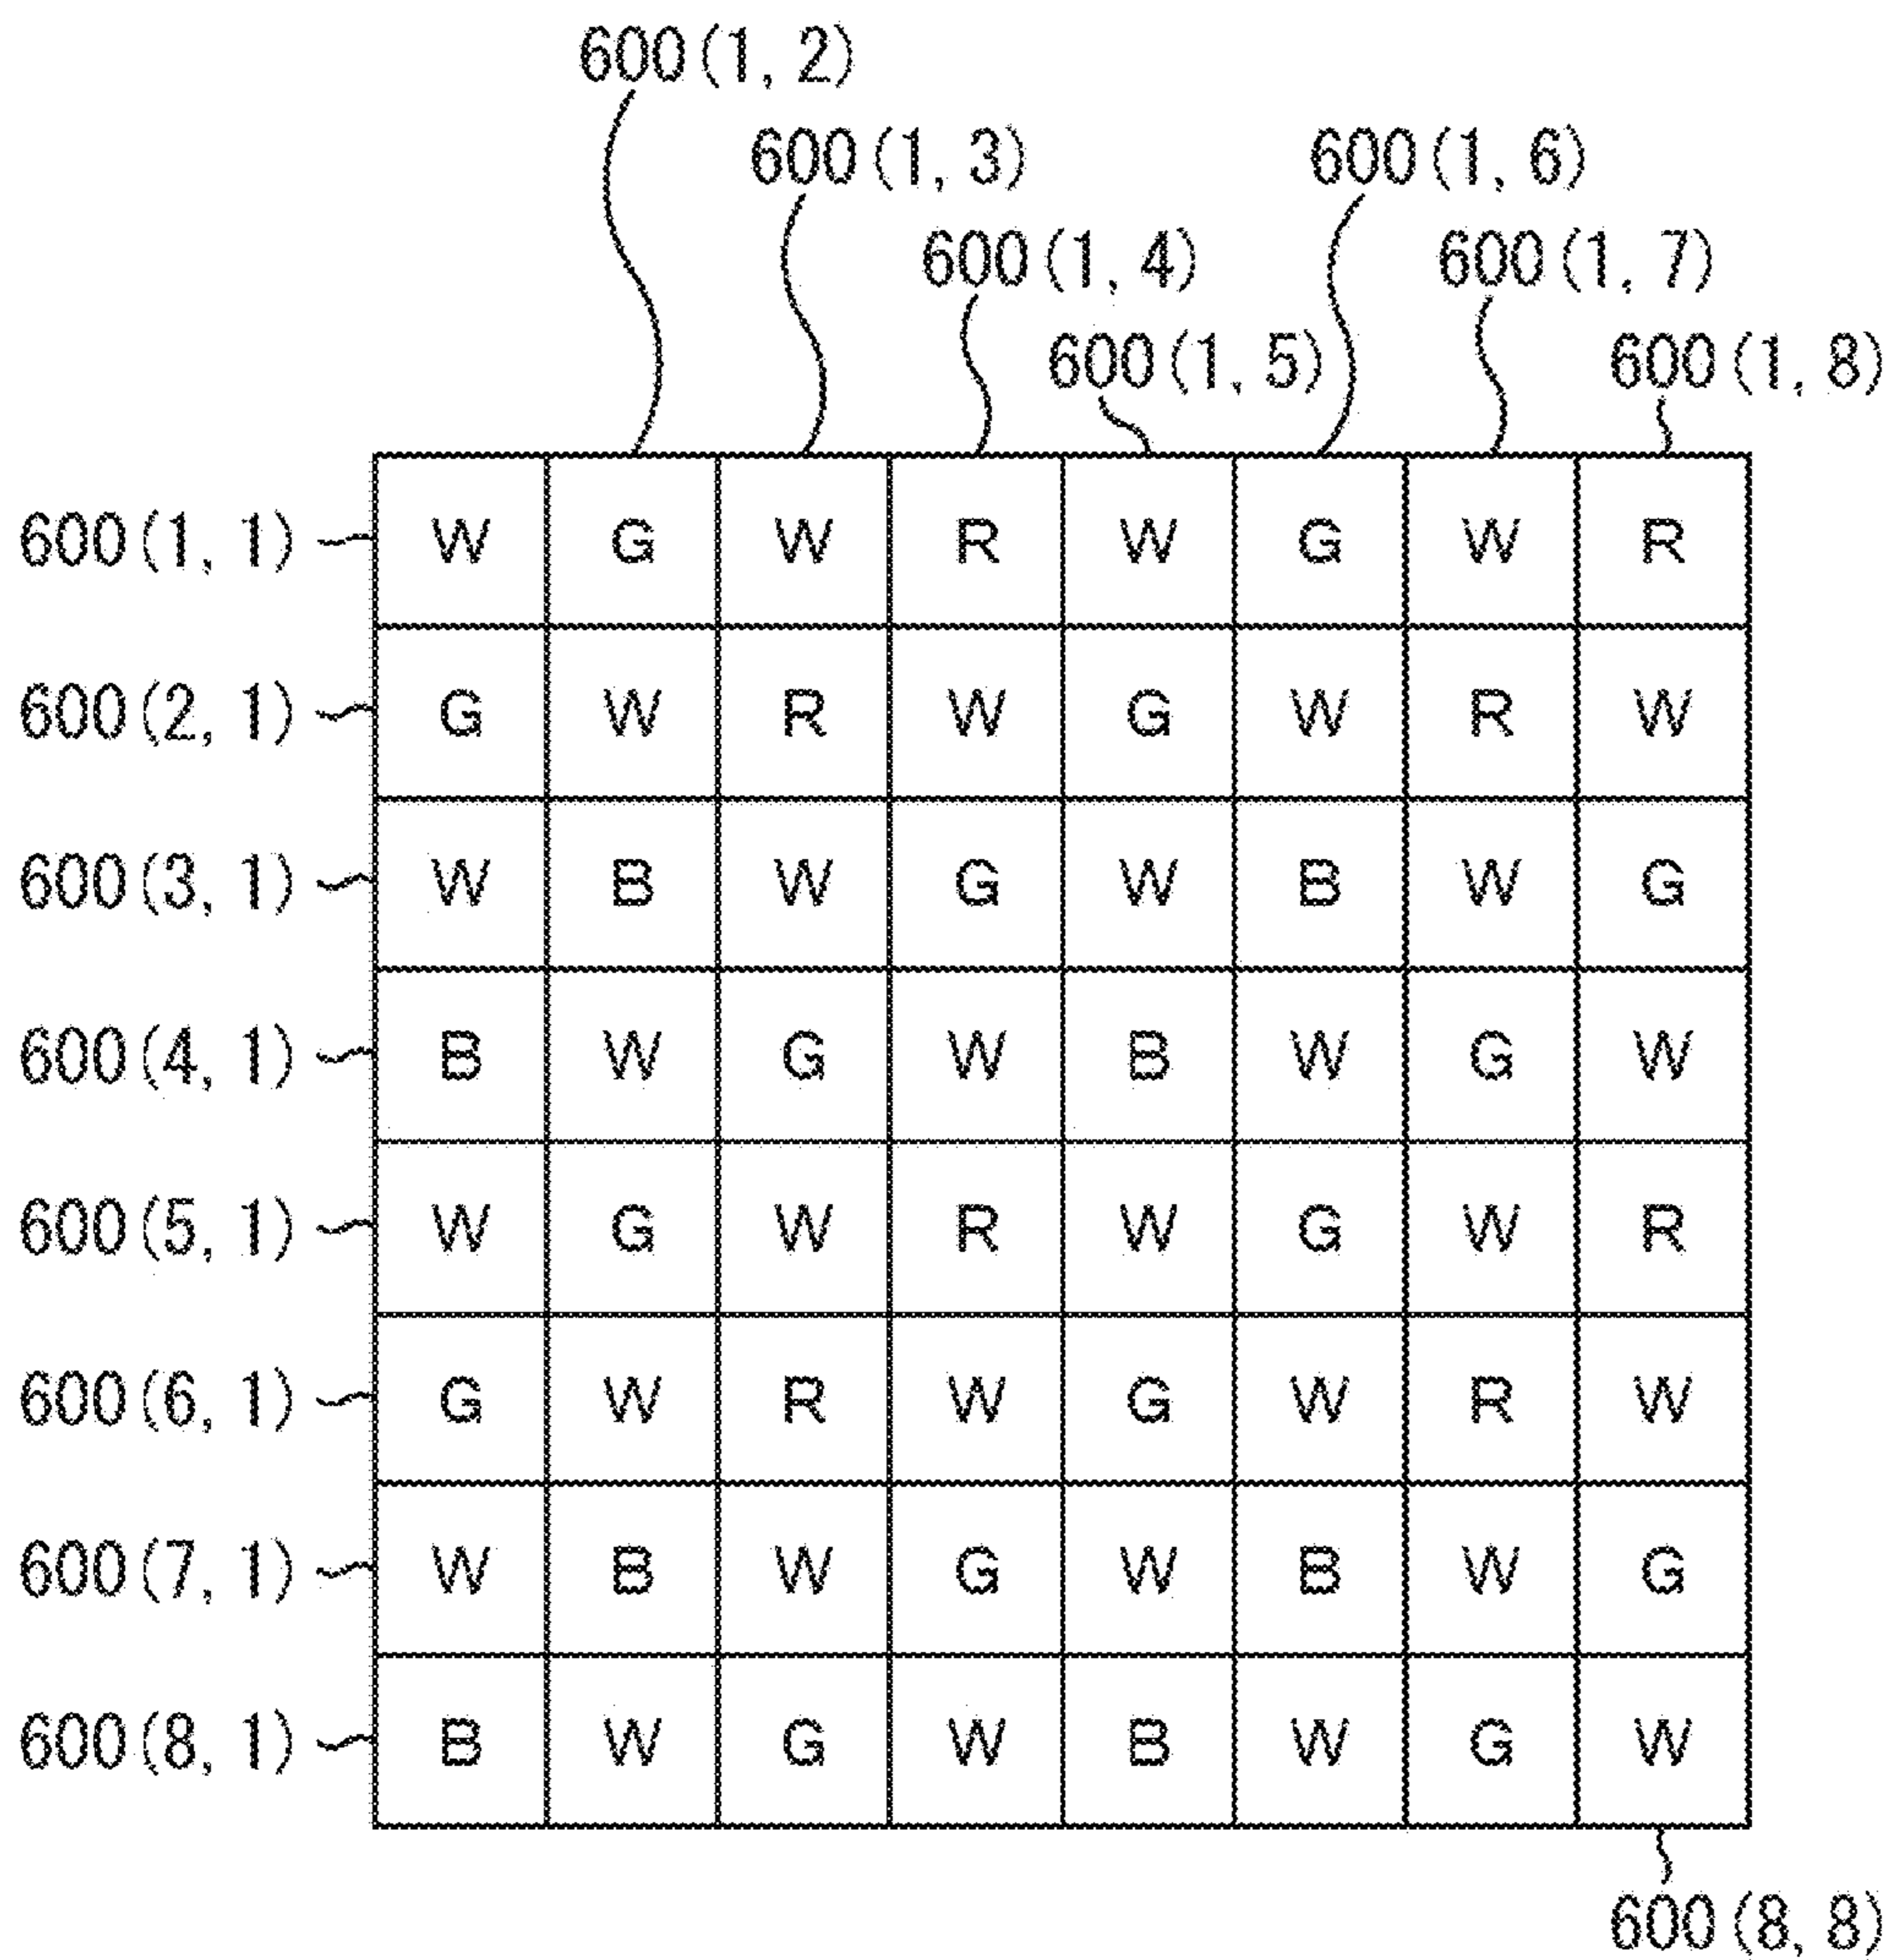 600(1, 2)
600(1, 3) 600(1, 6)
600(1, 4) 600(1, 7)
600(1, 5) 600(1, 8)
600(1, 1) W G W R W G W R
600(2, 1) G W R W G W R W
600(3, 1) W B W G W B W G
600(4, 1) B W G W B W G W
600(5, 1) W G W R W G W R
600(6, 1) G W R W G W R W
600(7, 1) W B W G W B W G
600(8, 1) B W G W B W G W
600(8, 8)